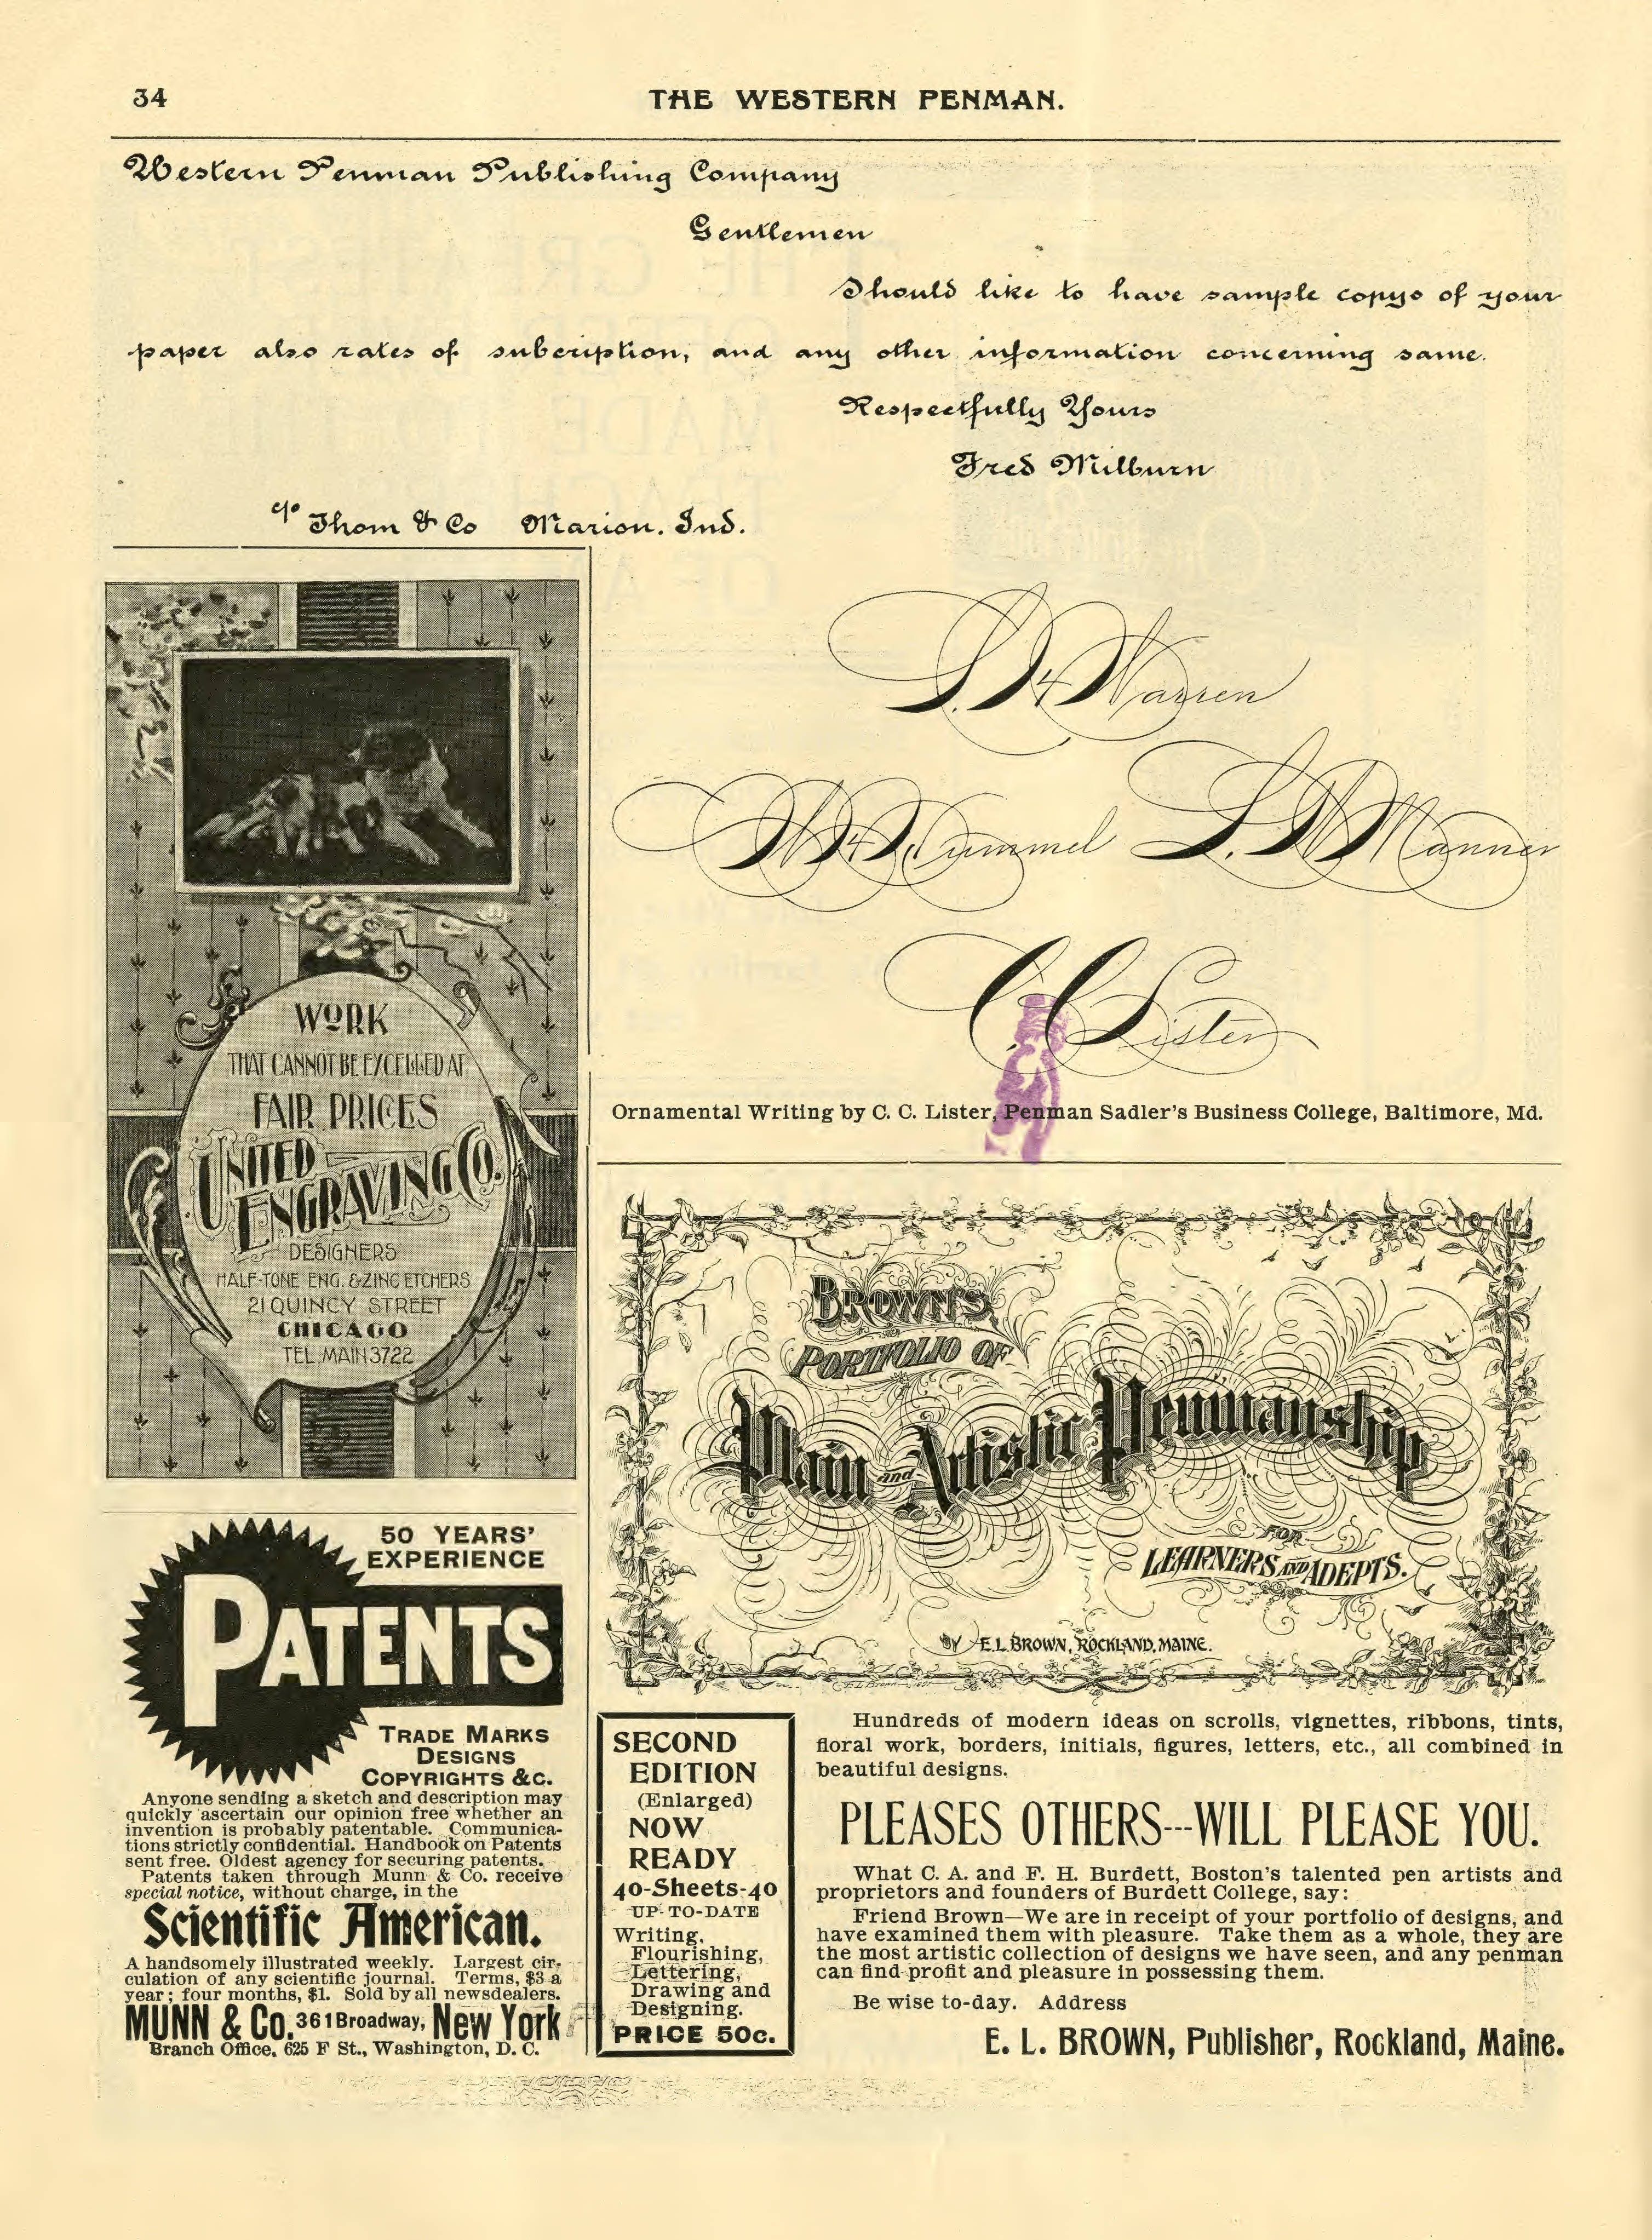 34
THE WESTERN PENMAN.
Western Penman Publishing Company
Gentlemen
Should like to have sample copys of your
paper also rates of subcription, and any other information concerning same.
Respectfully Yours
Fred Milburn
c/o Thom & Co Marion. Ind.
WORK
THAT CANNOT BE EXCELLED AT
FAIR PRICES
UNITED
ENGRAVING CO.
DESIGNERS
HALF-TONE ENG. & ZINC ETCHERS
21 QUINCY STREET
CHICAGO
TEL. MAIN 3722
50 YEARS'
EXPERIENCE
PATENTS
TRADE MARKS
DESIGNS
COPYRIGHTS &C.
Anyone sending a sketch and description may
quickly ascertain our opinion free whether an
invention is probably patentable. Communica-
tions strictly confidential. Handbook on Patents
sent free. Oldest agency for securing patents.
Patents taken through Munn & Co. receive
special notice, without charge, in the
Scientific American.
A handsomely illustrated weekly. Largest cir-
culation of any scientific journal. Terms, $3 a
year; four months, $1. Sold by all newsdealers.
MUNN & Co. 361 Broadway, New York
Branch Office, 625 F St., Washington, D. C.
Warren
Manner
C C Lister
Ornamental Writing by C. C. Lister, Penman Sadler's Business College, Baltimore, Md.
BROWN'S
PORTFOLIO OF
Plain and Artistic Penmanship
FOR
LEARNERS AND ADEPTS.
BY E. L. BROWN, ROCKLAND, MAINE.
SECOND
EDITION
(Enlarged)
NOW
READY
40-Sheets-40
UP-TO-DATE
Writing,
Flourishing,
Lettering,
Drawing and
Designing.
PRICE 50c.
Hundreds of modern ideas on scrolls, vignettes, ribbons, tints,
floral work, borders, initials, figures, letters, etc., all combined in
beautiful designs.
PLEASES OTHERS---WILL PLEASE YOU.
What C. A. and F. H. Burdett, Boston's talented pen artists and
proprietors and founders of Burdett College, say:
Friend Brown—We are in receipt of your portfolio of designs, and
have examined them with pleasure. Take them as a whole, they are
the most artistic collection of designs we have seen, and any penman
can find profit and pleasure in possessing them.
Be wise to-day. Address
E. L. BROWN, Publisher, Rockland, Maine.